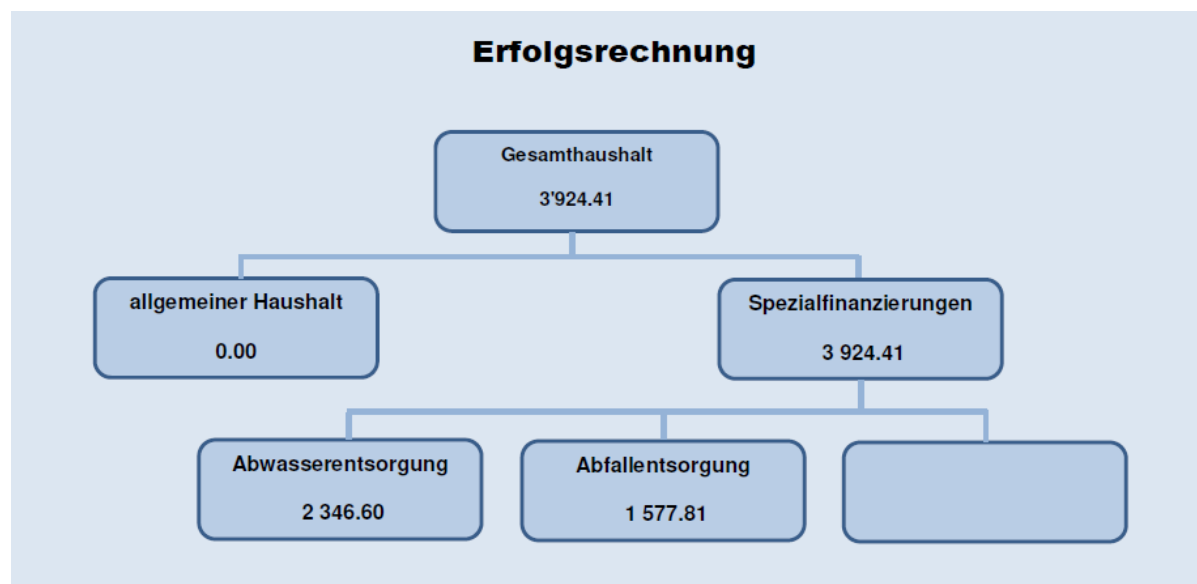 Erfolgsrechnung
Gesamthaushalt
3'924.41
allgemeiner Haushalt
0.00
Spezialfinanzierungen
3 924.41
Abwasserentsorgung
2 346.60
Abfallentsorgung
1 577.81